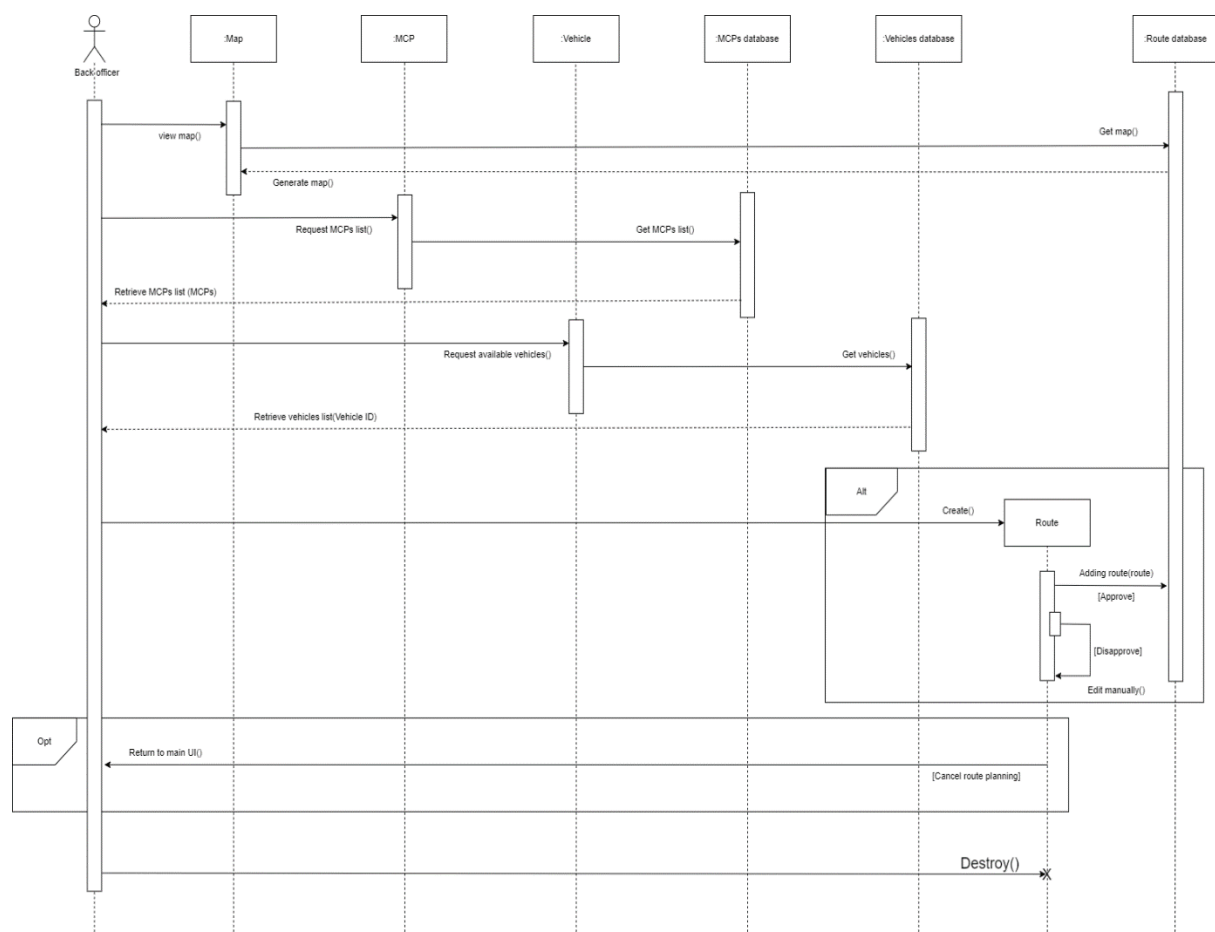 :Map
:MCP
:Vehicle
:MCPs database
:Vehicles database
:Route database
Back-officer
view map()
Get map()
Generate map()
Request MCPs list()
Get MCPs list()
Retrieve MCPs list (MCPs)
Request available vehicles()
Get vehicles()
Retrieve vehicles list(Vehicle ID)
Alt
Create()
Route
Adding route(route)
[Approve]
[Disapprove]
Edit manually()
Opt
Return to main UI()
[Cancel route planning]
Destroy()